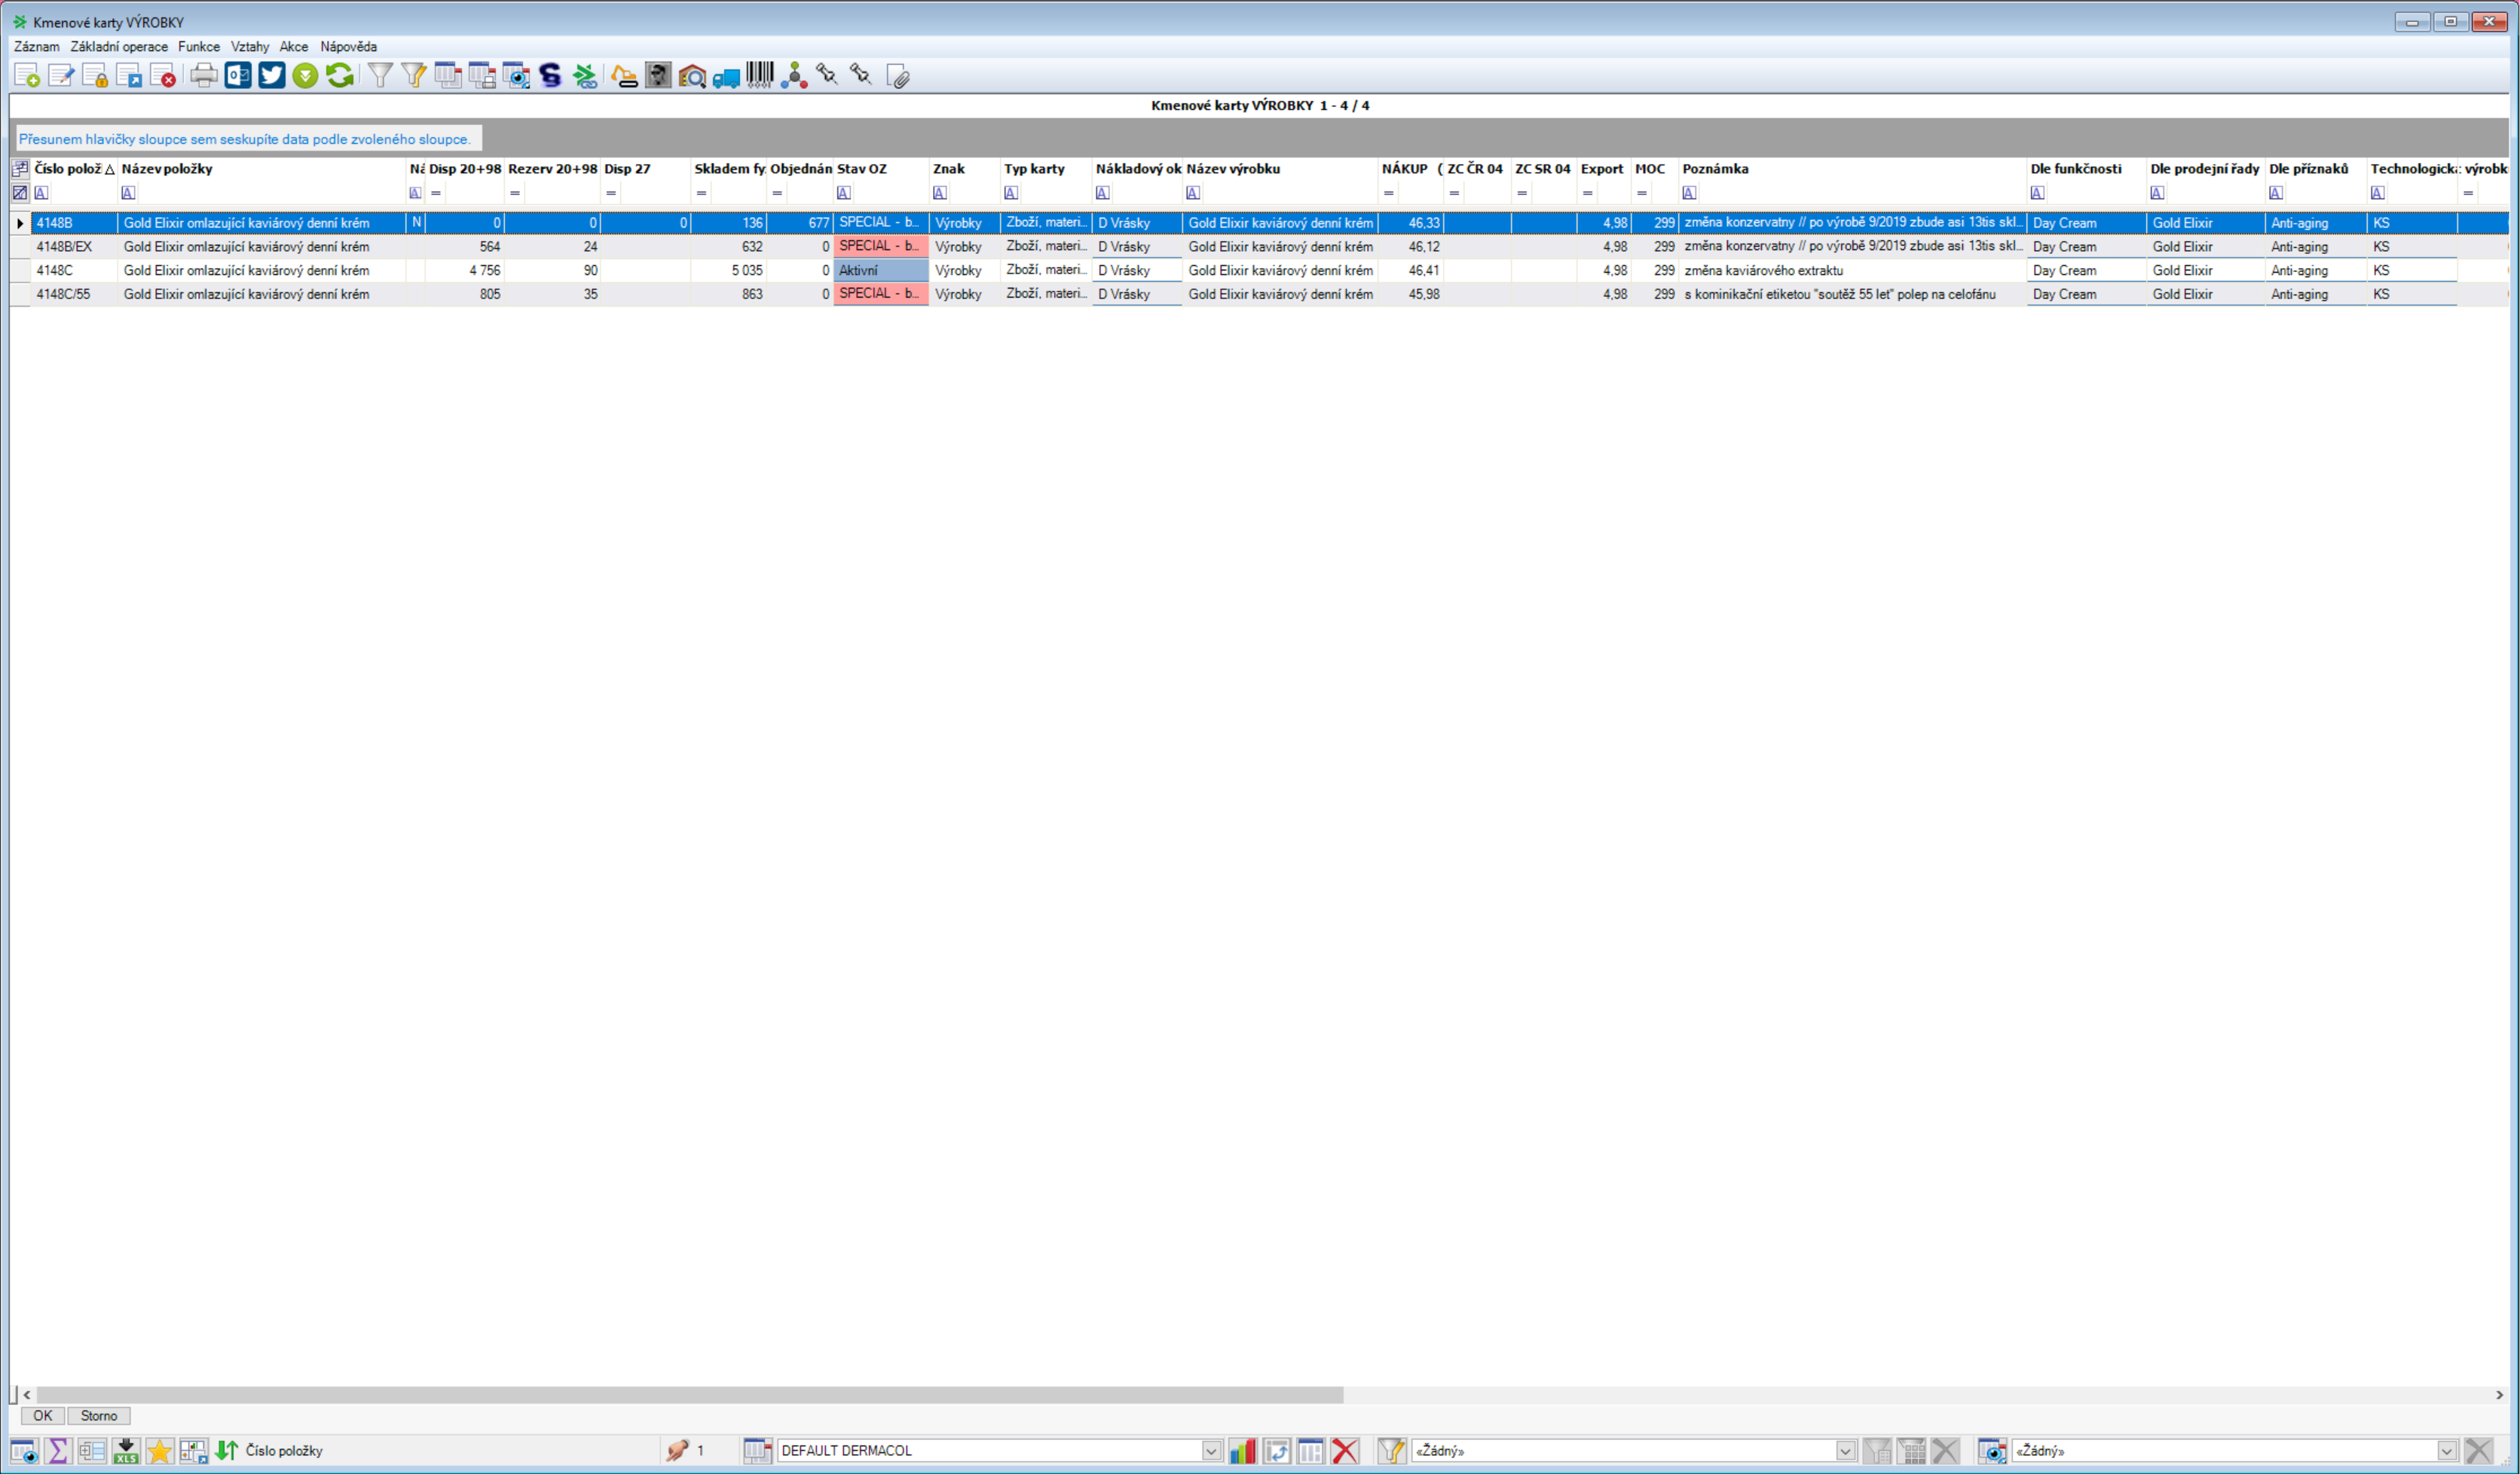 Kmenové karty VÝROBKY
Záznam Základní operace Funkce Vztahy Akce Nápověda
Kmenové karty VÝROBKY 1 - 4 / 4
Přesunem hlavičky sloupce sem seskupíte data podle zvoleného sloupce.
Číslo polož Název položky Ná Disp 20+98 Rezerv 20+98 Disp 27 Skladem fy. Objednán Stav OZ Znak Typ karty Nákladový ok Název výrobku NÁKUP ( ZC ČR 04 ZC SR 04 Export MOC Poznámka Dle funkčnosti Dle prodejní řady Dle příznaků Technologická: výrobk
4148B Gold Elixir omlazující kaviárový denní krém N 0 0 0 136 677 SPECIAL - b... Výrobky Zboží, materi... D Vrásky Gold Elixir kaviárový denní krém 46,33 4,98 299 změna konzervatny // po výrobě 9/2019 zbude asi 13tis skl... Day Cream Gold Elixir Anti-aging KS
4148B/EX Gold Elixir omlazující kaviárový denní krém 564 24 632 0 SPECIAL - b... Výrobky Zboží, materi... D Vrásky Gold Elixir kaviárový denní krém 46,12 4,98 299 změna konzervatny // po výrobě 9/2019 zbude asi 13tis skl... Day Cream Gold Elixir Anti-aging KS
4148C Gold Elixir omlazující kaviárový denní krém 4 756 90 5 035 0 Aktivní Výrobky Zboží, materi... D Vrásky Gold Elixir kaviárový denní krém 46,41 4,98 299 změna kaviárového extraktu Day Cream Gold Elixir Anti-aging KS
4148C/55 Gold Elixir omlazující kaviárový denní krém 805 35 863 0 SPECIAL - b... Výrobky Zboží, materi... D Vrásky Gold Elixir kaviárový denní krém 45,98 4,98 299 s kominikační etiketou "soutěž 55 let" polep na celofánu Day Cream Gold Elixir Anti-aging KS
OK Storno
Číslo položky 1 DEFAULT DERMACOL «Žádný» «Žádný»